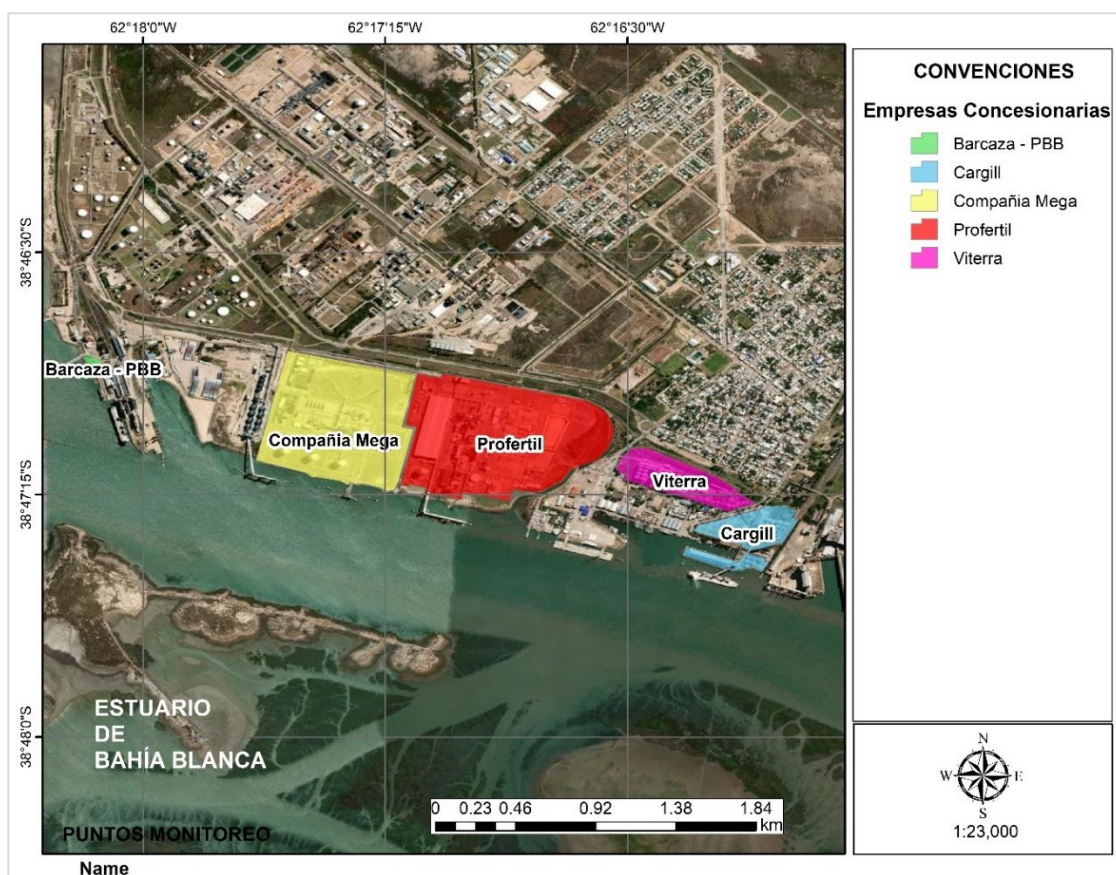 62°18'0"W 62°17'15"W 62°16'30"W
38°46'30"S
38°47'15"S
38°48'0"S
Barcaza - PBB
Compañia Mega
Profertil
Viterra
Cargill
ESTUARIO
DE
BAHÍA BLANCA
PUNTOS MONITOREO
Name
0 0.23 0.46 0.92 1.38 1.84
km
CONVENCIONES
Empresas Concesionarias
Barcaza - PBB
Cargill
Compañia Mega
Profertil
Viterra
N
W E
S
1:23,000